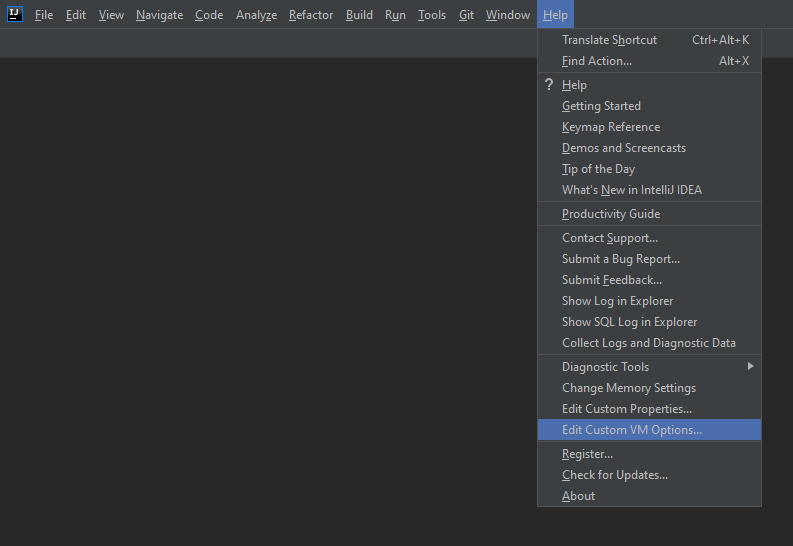 IJ File Edit View Navigate Code Analyze Refactor Build Run Tools Git Window Help
Translate Shortcut Ctrl+Alt+K
Find Action... Alt+X
? Help
Getting Started
Keymap Reference
Demos and Screencasts
Tip of the Day
What's New in IntelliJ IDEA
Productivity Guide
Contact Support...
Submit a Bug Report...
Submit Feedback...
Show Log in Explorer
Show SQL Log in Explorer
Collect Logs and Diagnostic Data
Diagnostic Tools
Change Memory Settings
Edit Custom Properties...
Edit Custom VM Options...
Register...
Check for Updates...
About